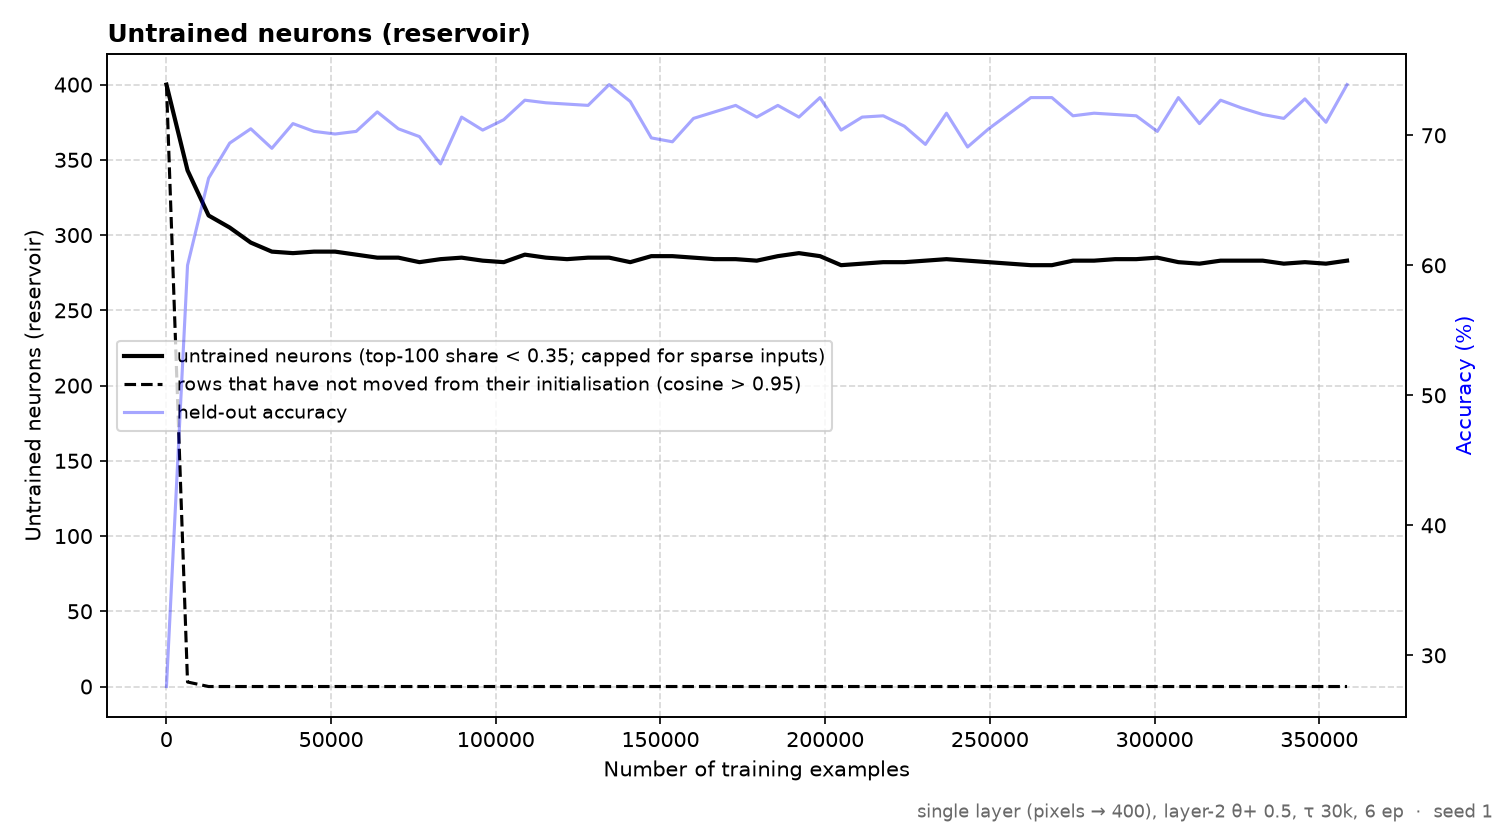 Untrained neurons (reservoir)
400
350
300
250
200
150
100
50
0
Untrained neurons (reservoir)
untrained neurons (top-100 share < 0.35; capped for sparse inputs)
rows that have not moved from their initialisation (cosine > 0.95)
held-out accuracy
70
60
50
40
30
Accuracy (%)
0
50000
100000
150000
200000
250000
300000
350000
Number of training examples
single layer (pixels → 400), layer-2 θ+ 0.5, τ 30k, 6 ep · seed 1